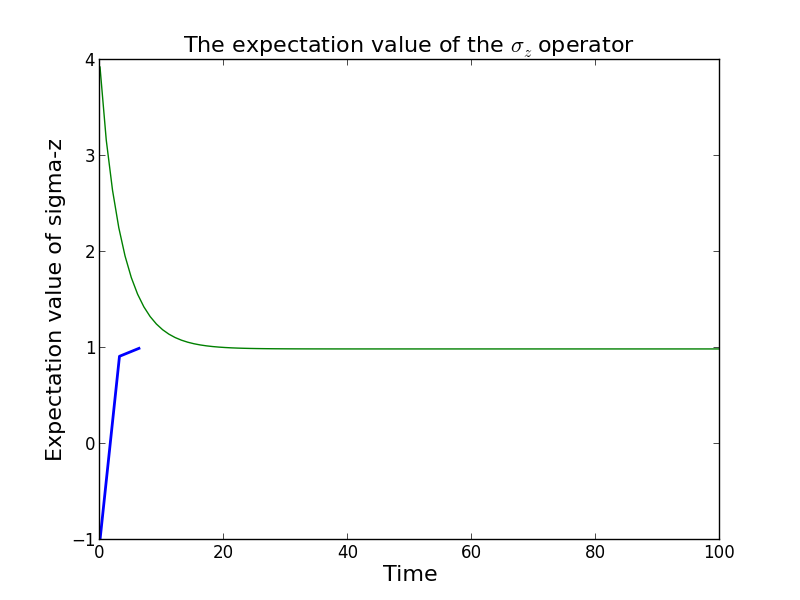 The expectation value of the σz operator
Expectation value of sigma-z
4
3
2
1
0
−1
0 20 40 60 80 100
Time